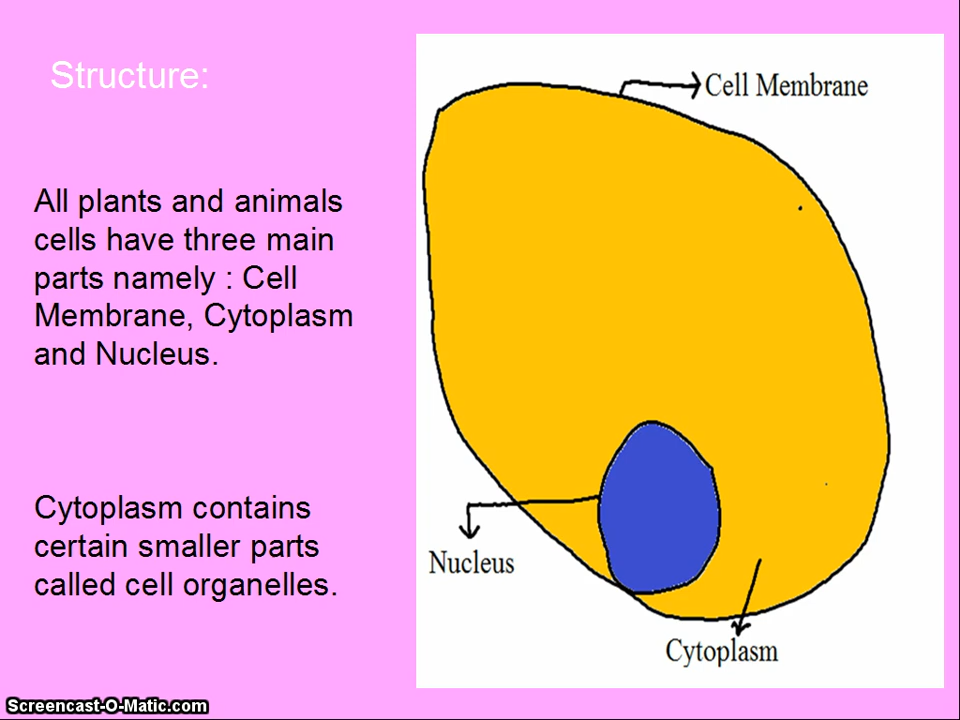 Structure:
All plants and animals
cells have three main
parts namely : Cell
Membrane, Cytoplasm
and Nucleus.
Cytoplasm contains
certain smaller parts
called cell organelles.
Cell Membrane
Nucleus
Cytoplasm
Screencast-O-Matic.com